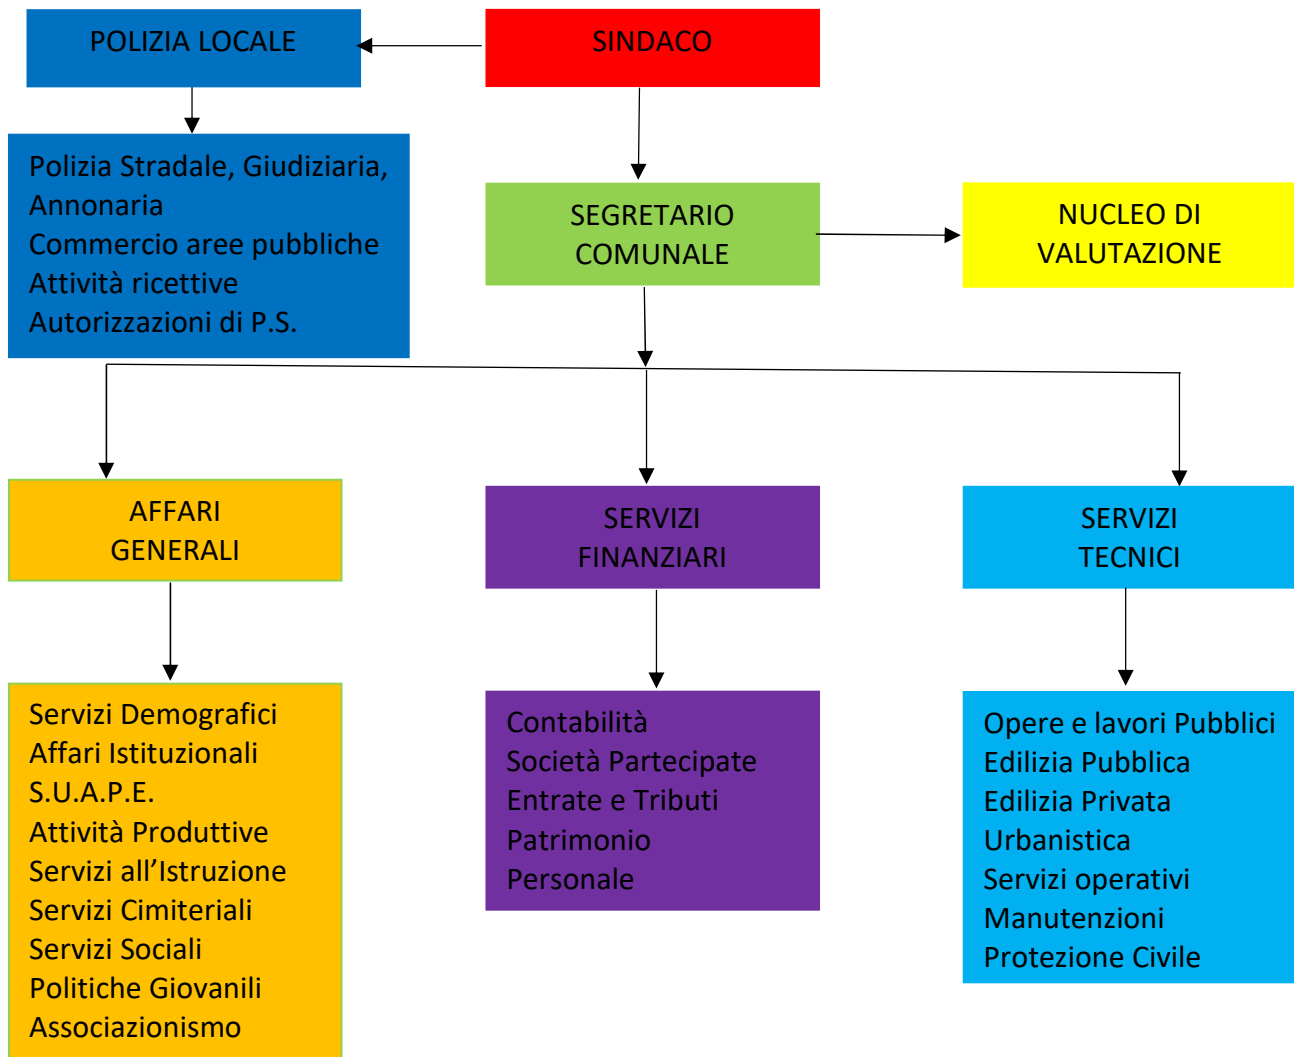 POLIZIA LOCALE
SINDACO
Polizia Stradale, Giudiziaria,
Annonaria
Commercio aree pubbliche
Attività ricettive
Autorizzazioni di P.S.
SEGRETARIO
COMUNALE
NUCLEO DI
VALUTAZIONE
AFFARI
GENERALI
SERVIZI
FINANZIARI
SERVIZI
TECNICI
Servizi Demografici
Affari Istituzionali
S.U.A.P.E.
Attività Produttive
Servizi all’Istruzione
Servizi Cimiteriali
Servizi Sociali
Politiche Giovanili
Associazionismo
Contabilità
Società Partecipate
Entrate e Tributi
Patrimonio
Personale
Opere e lavori Pubblici
Edilizia Pubblica
Edilizia Privata
Urbanistica
Servizi operativi
Manutenzioni
Protezione Civile